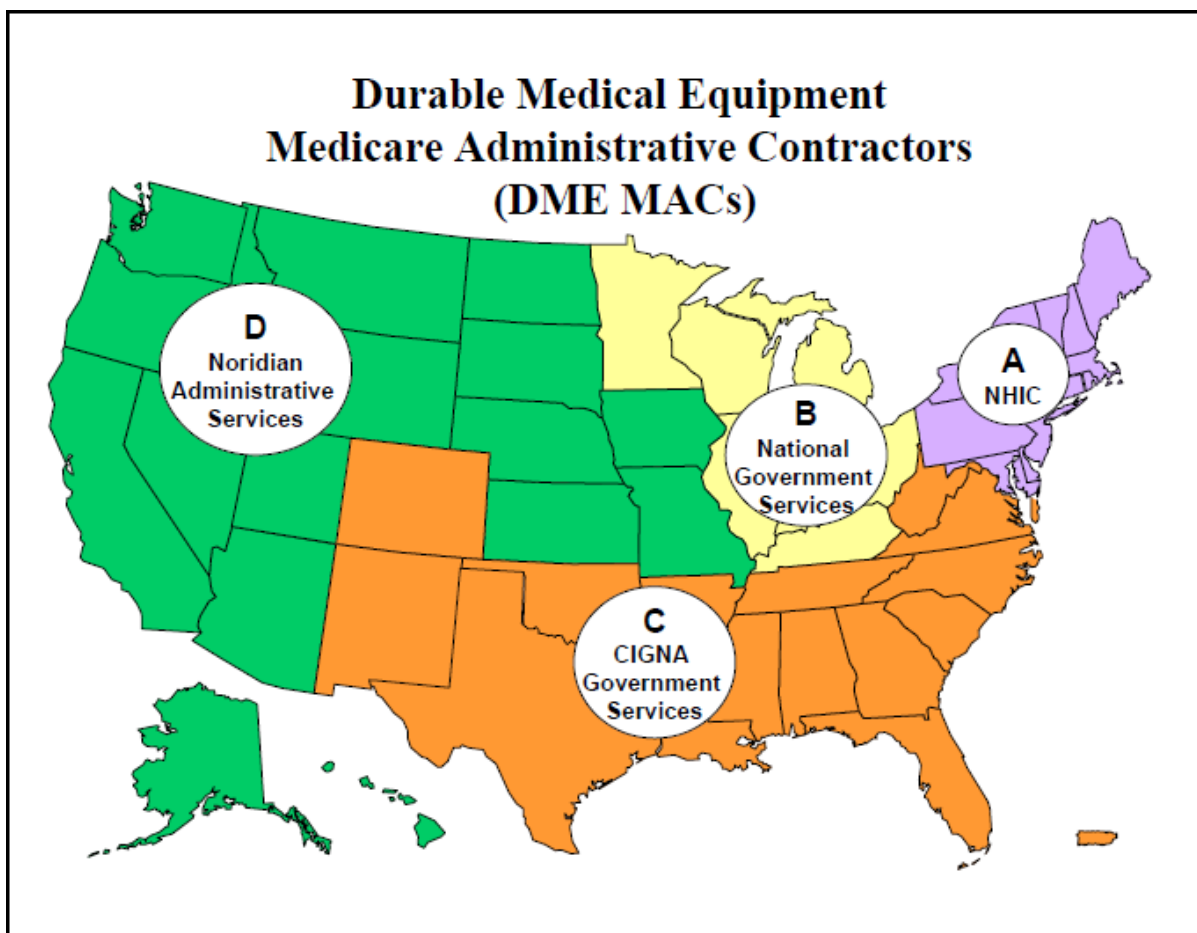 Durable Medical Equipment
Medicare Administrative Contractors
(DME MACs)
D
Noridian
Administrative
Services
A
NHIC
B
National
Government
Services
C
CIGNA
Government
Services